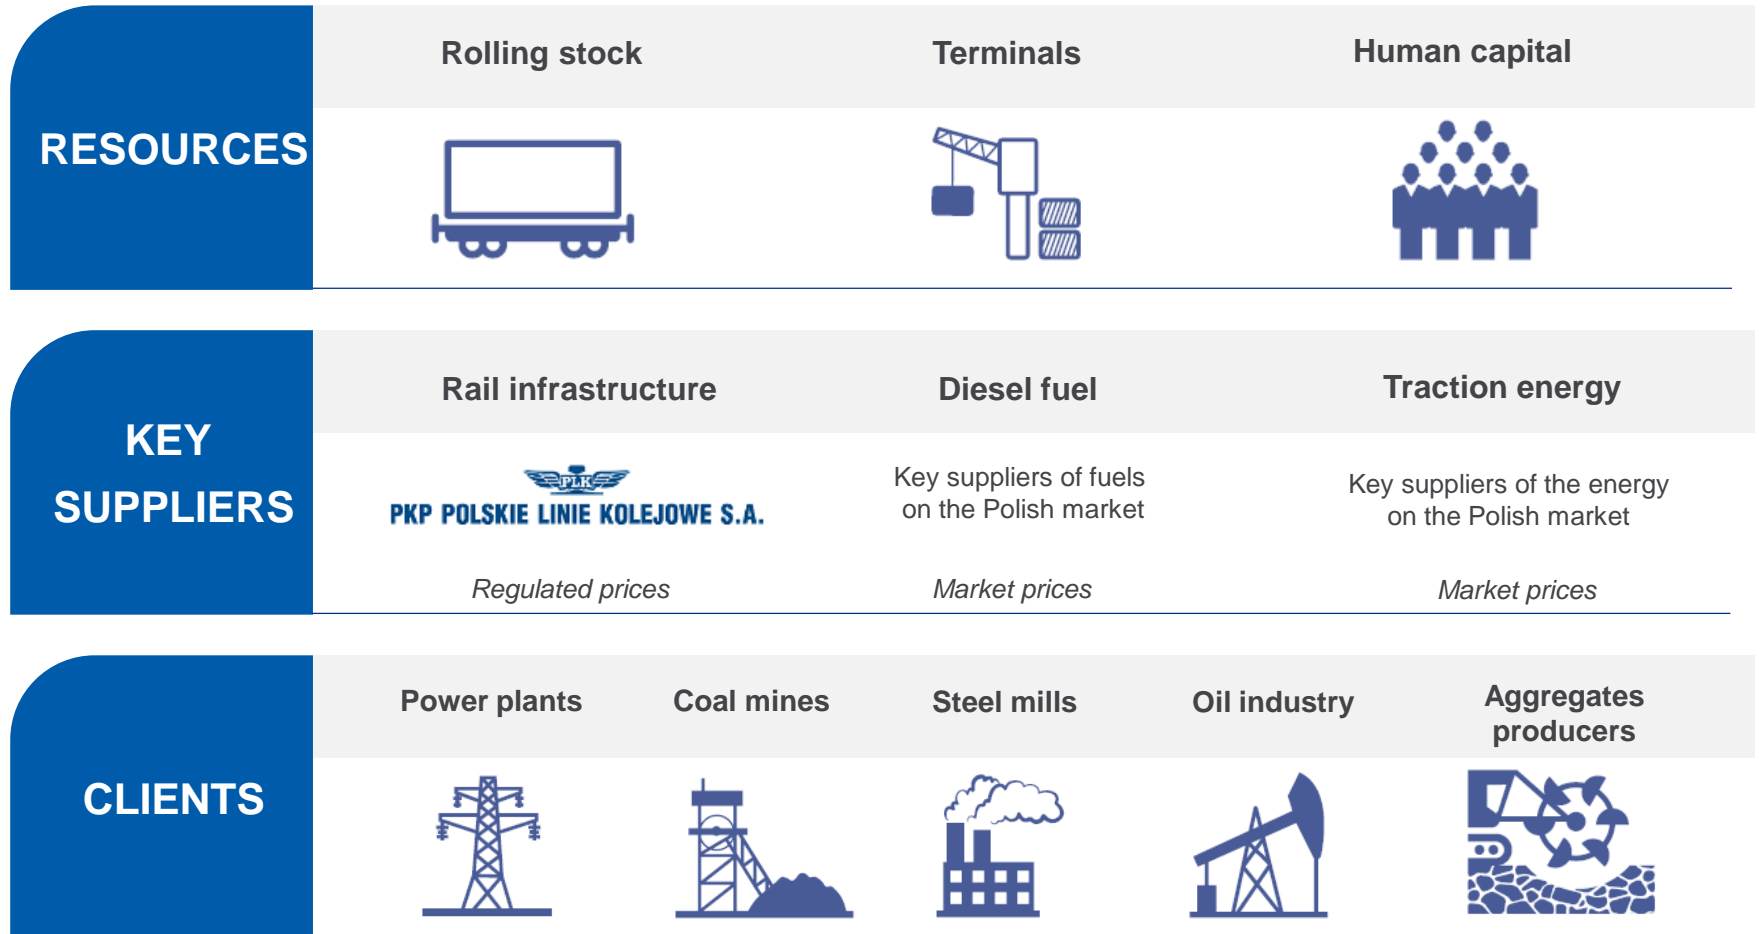 RESOURCES
Rolling stock
Terminals
Human capital
KEY
SUPPLIERS
Rail infrastructure
Diesel fuel
Traction energy
PLK
PKP POLSKIE LINIE KOLEJOWE S.A.
Key suppliers of fuels
on the Polish market
Key suppliers of the energy
on the Polish market
Regulated prices
Market prices
Market prices
CLIENTS
Power plants
Coal mines
Steel mills
Oil industry
Aggregates
producers